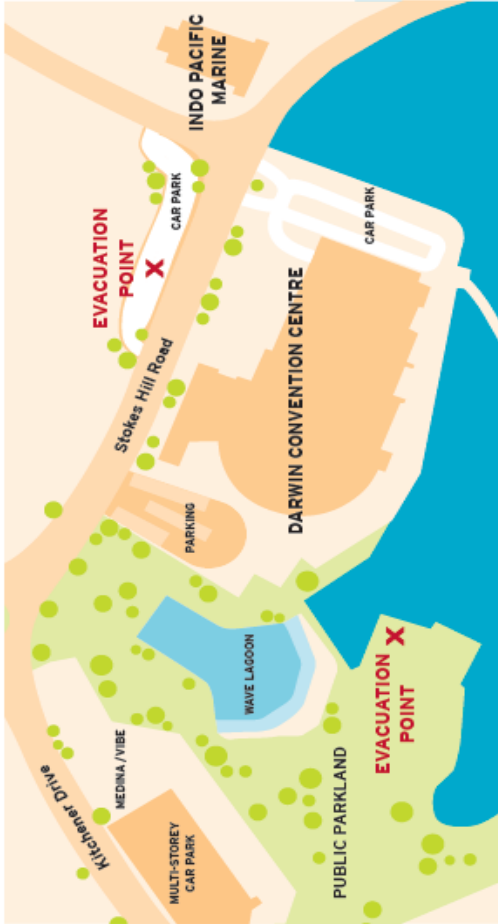 INDO PACIFIC
MARINE
CAR PARK
EVACUATION
POINT
X
CAR PARK
Stokes Hill Road
DARWIN CONVENTION CENTRE
PARKING
WAVE LAGOON
EVACUATION
POINT
X
MEDINA /VIBE
Kitchener Drive
PUBLIC PARKLAND
MULTI-STOREY
CAR PARK